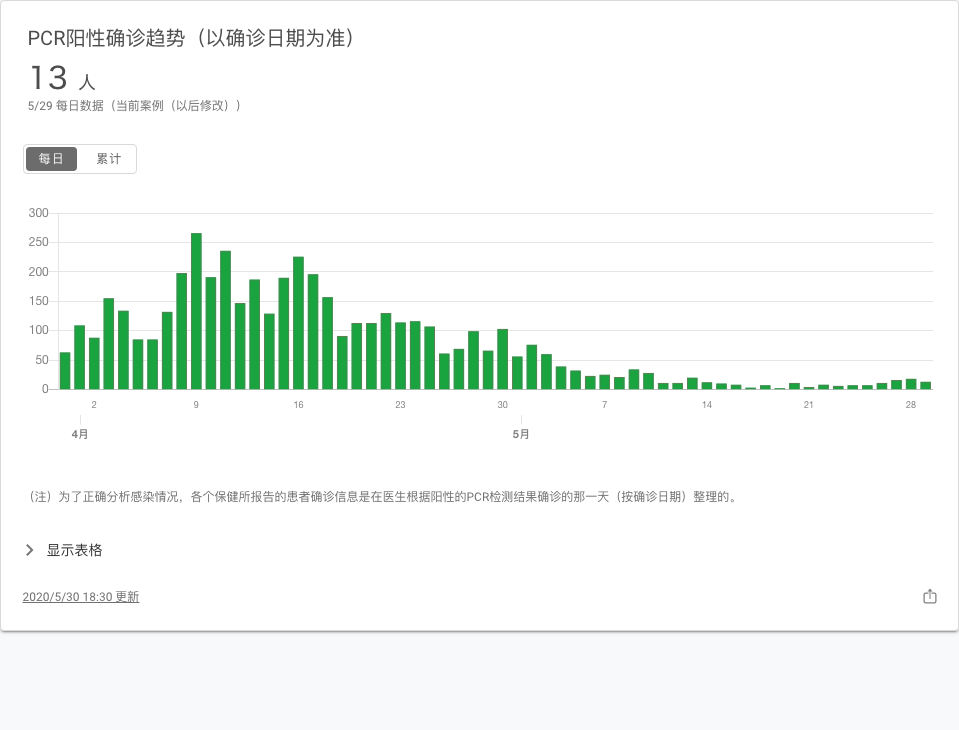 PCR阳性确诊趋势（以确诊日期为准）
13 人
5/29 每日数据（当前案例（以后修改））
每日 累计
300
250
200
150
100
50
0
2 9 16 23 30 7 14 21 28
4月 5月
（注）为了正确分析感染情况，各个保健所报告的患者确诊信息是在医生根据阳性的PCR检测结果确诊的那一天（按确诊日期）整理的。
显示表格
2020/5/30 18:30 更新